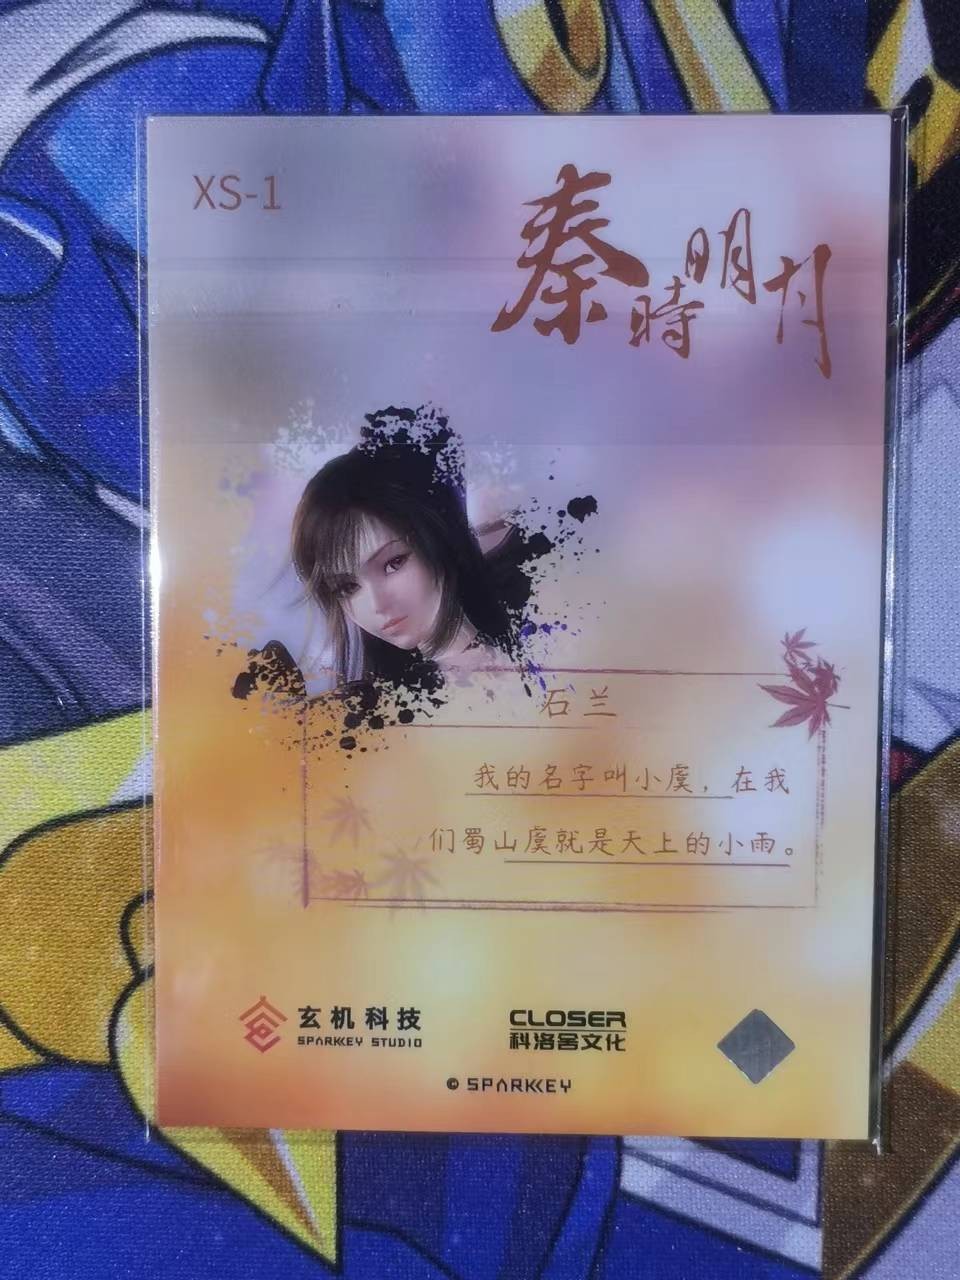 XS-1
秦時明月
石兰
我的名字叫小虞，在我
们蜀山虞就是天上的小雨。
玄机科技
SPARKKEY STUDIO
CLOSER
科洛舍文化
© SPARKKEY